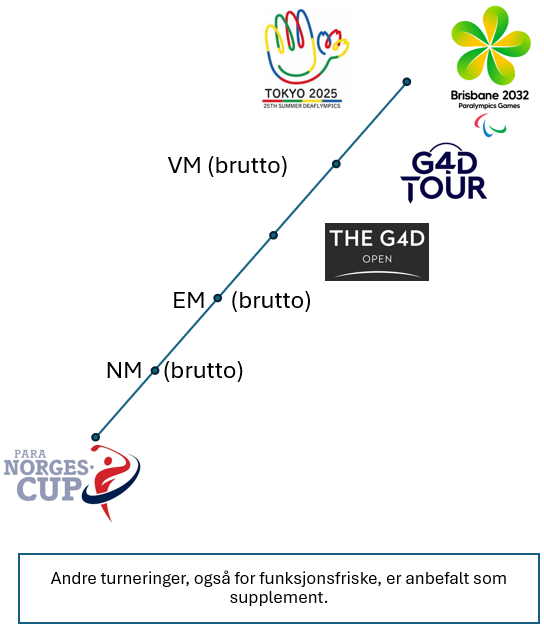 TOKYO 2025
25TH SUMMER DEAFLYMPICS
Brisbane 2032
Paralympics Games
VM (brutto)
G4D
TOUR
THE G4D
OPEN
EM (brutto)
NM (brutto)
PARA
NORGES-
CUP
Andre turneringer, også for funksjonsfriske, er anbefalt som
supplement.